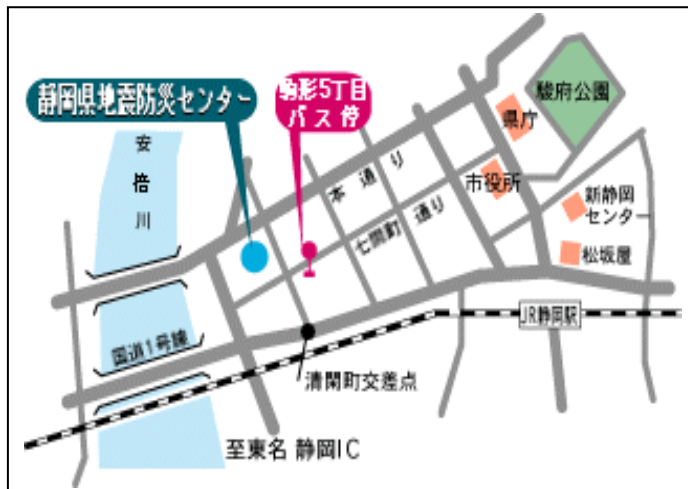 静岡県地震防災センター
駒形5丁目
バス停
安倍川
本通り
七間町通り
駿府公園
県庁
市役所
新静岡
センター
松坂屋
JR静岡駅
国道1号線
清閑町交差点
至東名 静岡IC